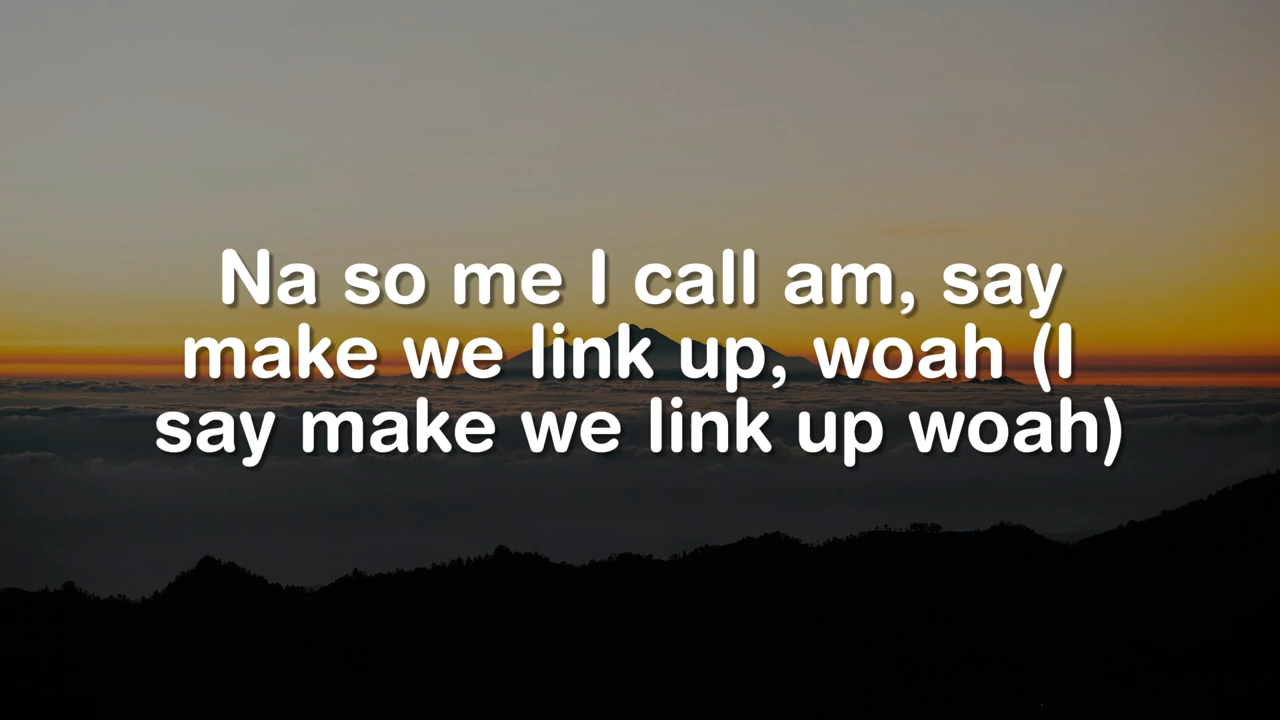 Na so me I call am, say
make we link up, woah (I
say make we link up woah)